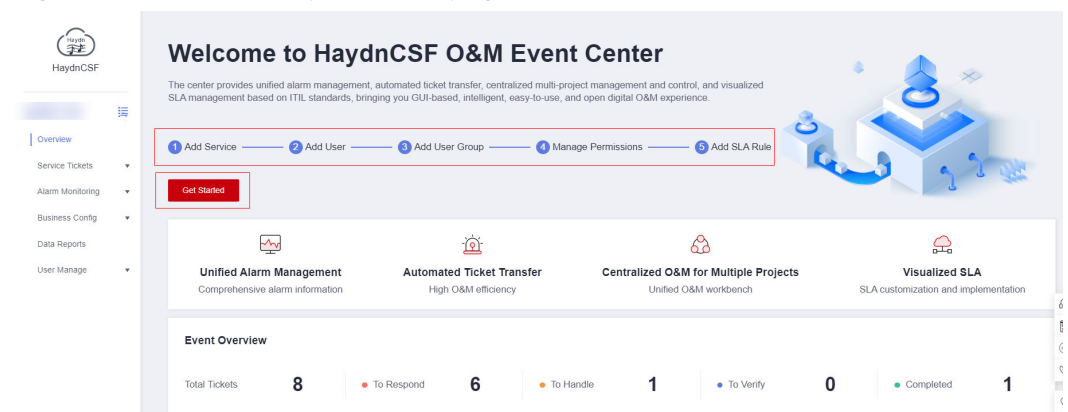 Haydn
HaydnCSF
Overview
Service Tickets
Alarm Monitoring
Business Config
Data Reports
User Manage
Welcome to HaydnCSF O&M Event Center
The center provides unified alarm management, automated ticket transfer, centralized multi-project management and control, and visualized
SLA management based on ITIL standards, bringing you GUI-based, intelligent, easy-to-use, and open digital O&M experience.
1 Add Service 2 Add User 3 Add User Group 4 Manage Permissions 5 Add SLA Rule
Get Started
Unified Alarm Management Automated Ticket Transfer Centralized O&M for Multiple Projects Visualized SLA
Comprehensive alarm information High O&M efficiency Unified O&M workbench SLA customization and implementation
Event Overview
Total Tickets 8 To Respond 6 To Handle 1 To Verify 0 Completed 1